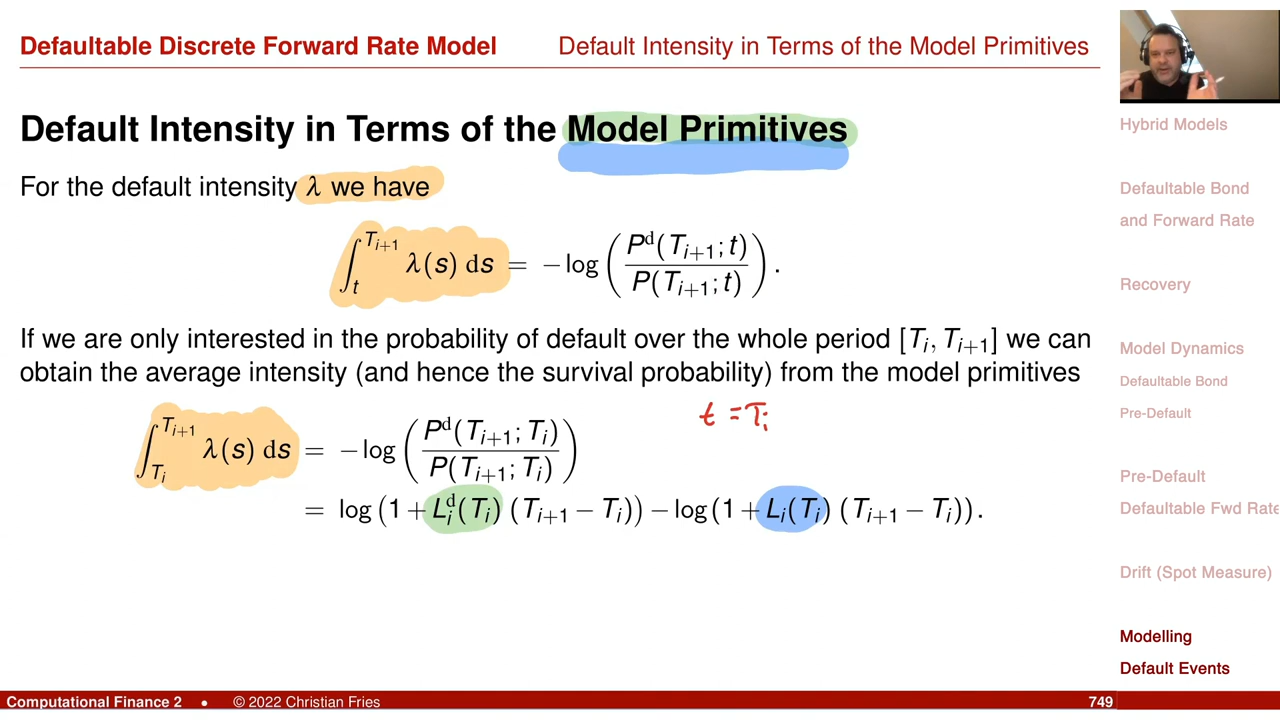 Defaultable Discrete Forward Rate Model Default Intensity in Terms of the Model Primitives
Default Intensity in Terms of the Model Primitives
For the default intensity λ we have
∫_t^{T_{i+1}} λ(s) ds = −log ( P^d(T_{i+1}; t) / P(T_{i+1}; t) ) .
If we are only interested in the probability of default over the whole period [T_i, T_{i+1}] we can
obtain the average intensity (and hence the survival probability) from the model primitives
t = T_i
∫_{T_i}^{T_{i+1}} λ(s) ds = −log ( P^d(T_{i+1}; T_i) / P(T_{i+1}; T_i) )
= log (1 + L_i^d(T_i) (T_{i+1} − T_i)) − log (1 + L_i(T_i) (T_{i+1} − T_i)) .
Hybrid Models
Defaultable Bond
and Forward Rate
Recovery
Model Dynamics
Defaultable Bond
Pre-Default
Pre-Default
Defaultable Fwd Rate
Drift (Spot Measure)
Modelling
Default Events
Computational Finance 2 • © 2022 Christian Fries 749